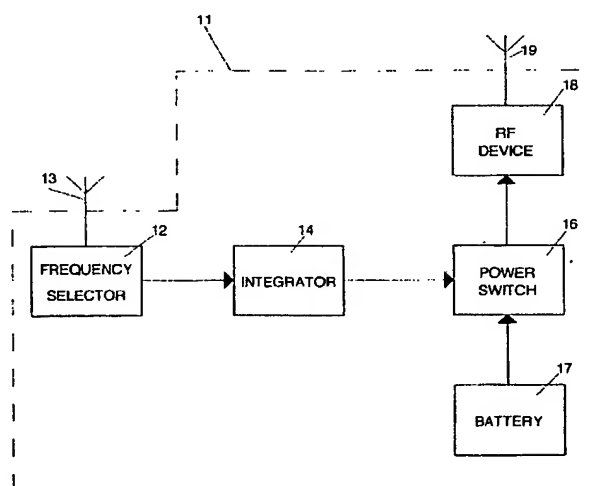 11
19
18
RF
DEVICE
13
12
FREQUENCY
SELECTOR
14
INTEGRATOR
16
POWER
SWITCH
17
BATTERY